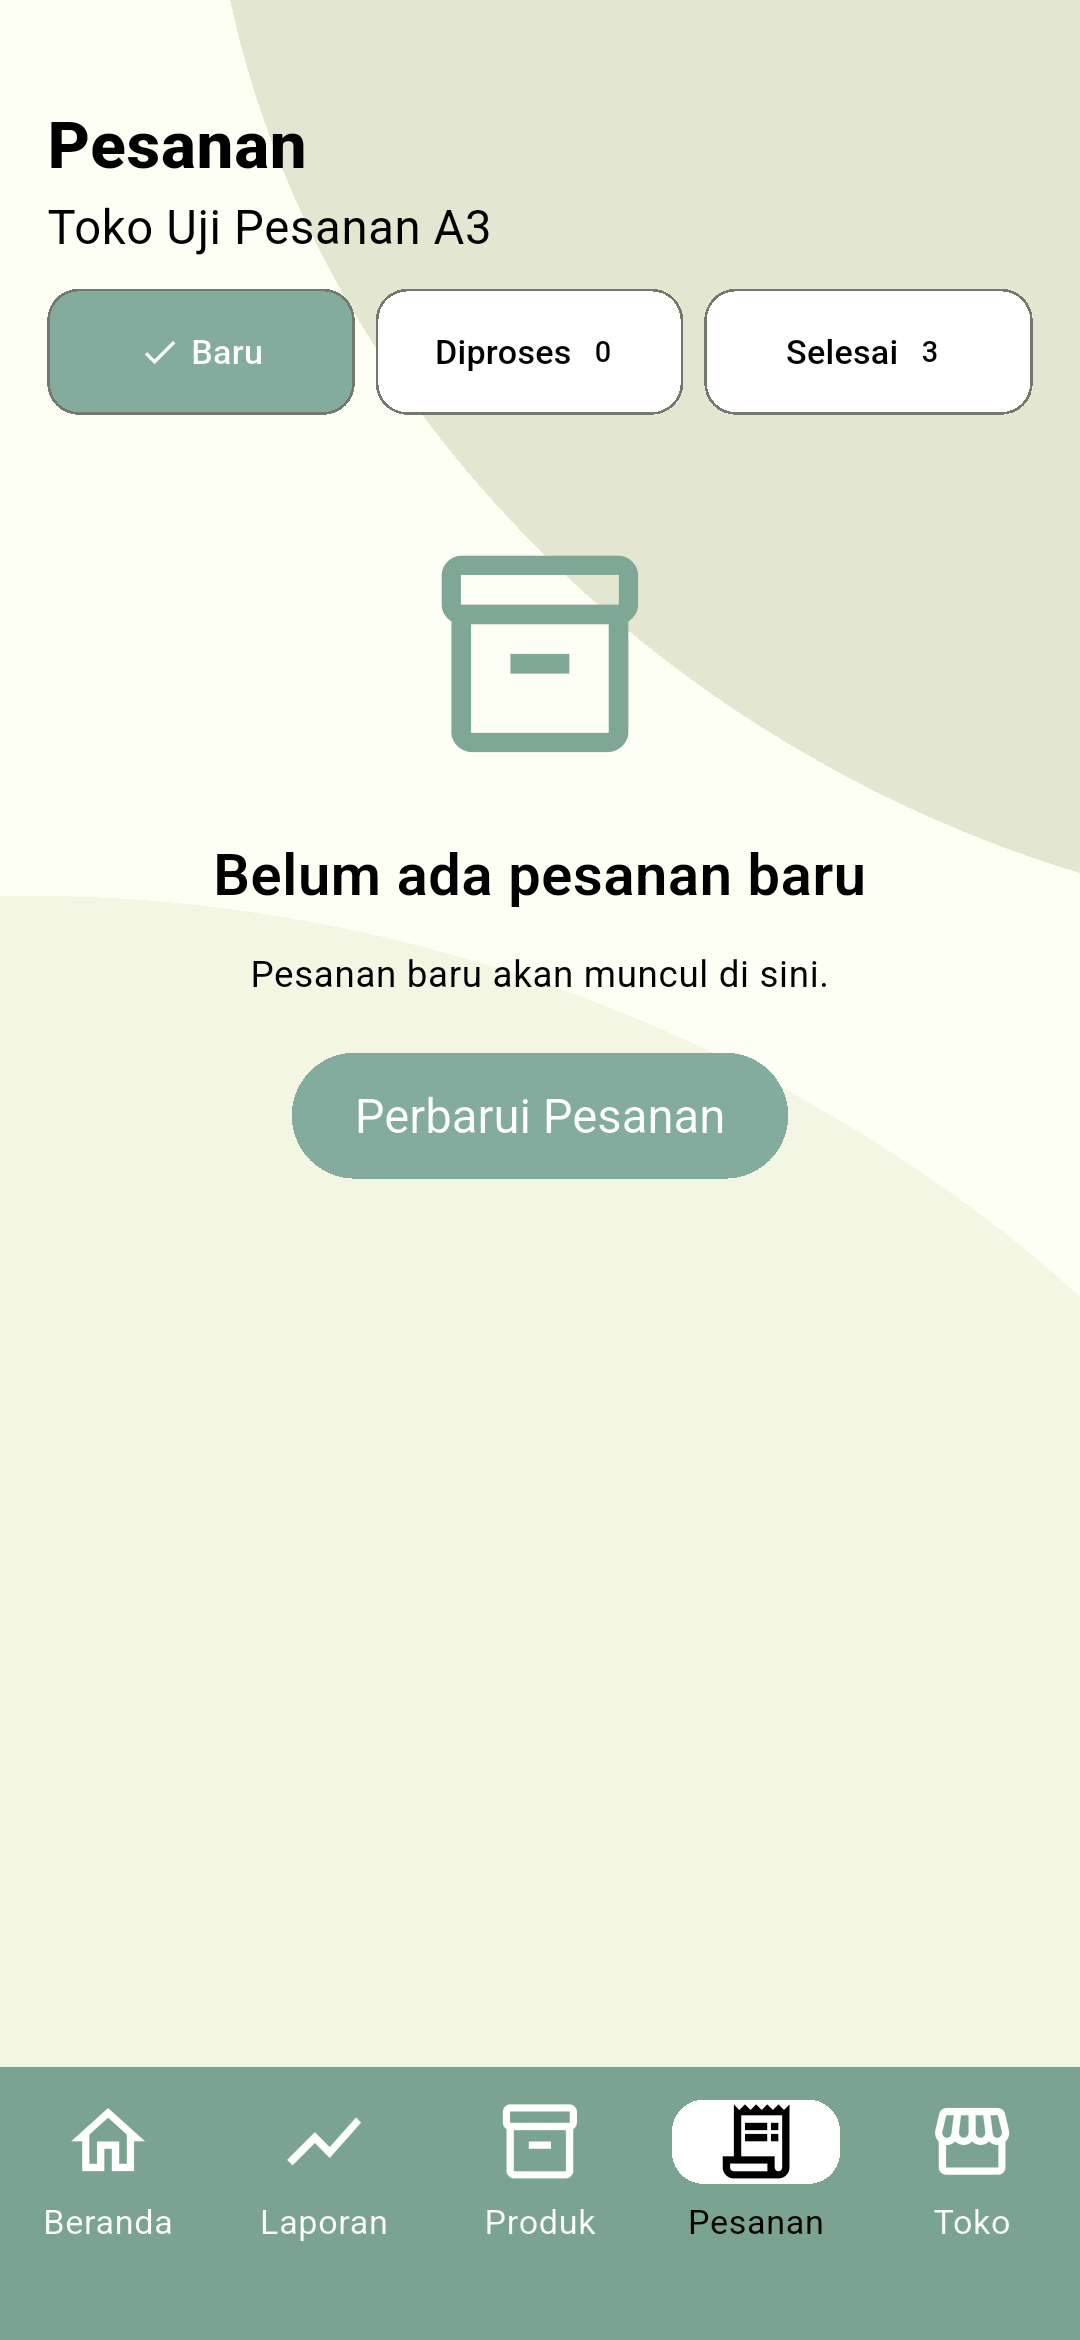 Pesanan
Toko Uji Pesanan A3
Baru
Diproses 0
Selesai 3
Belum ada pesanan baru
Pesanan baru akan muncul di sini.
Perbarui Pesanan
Beranda
Laporan
Produk
Pesanan
Toko